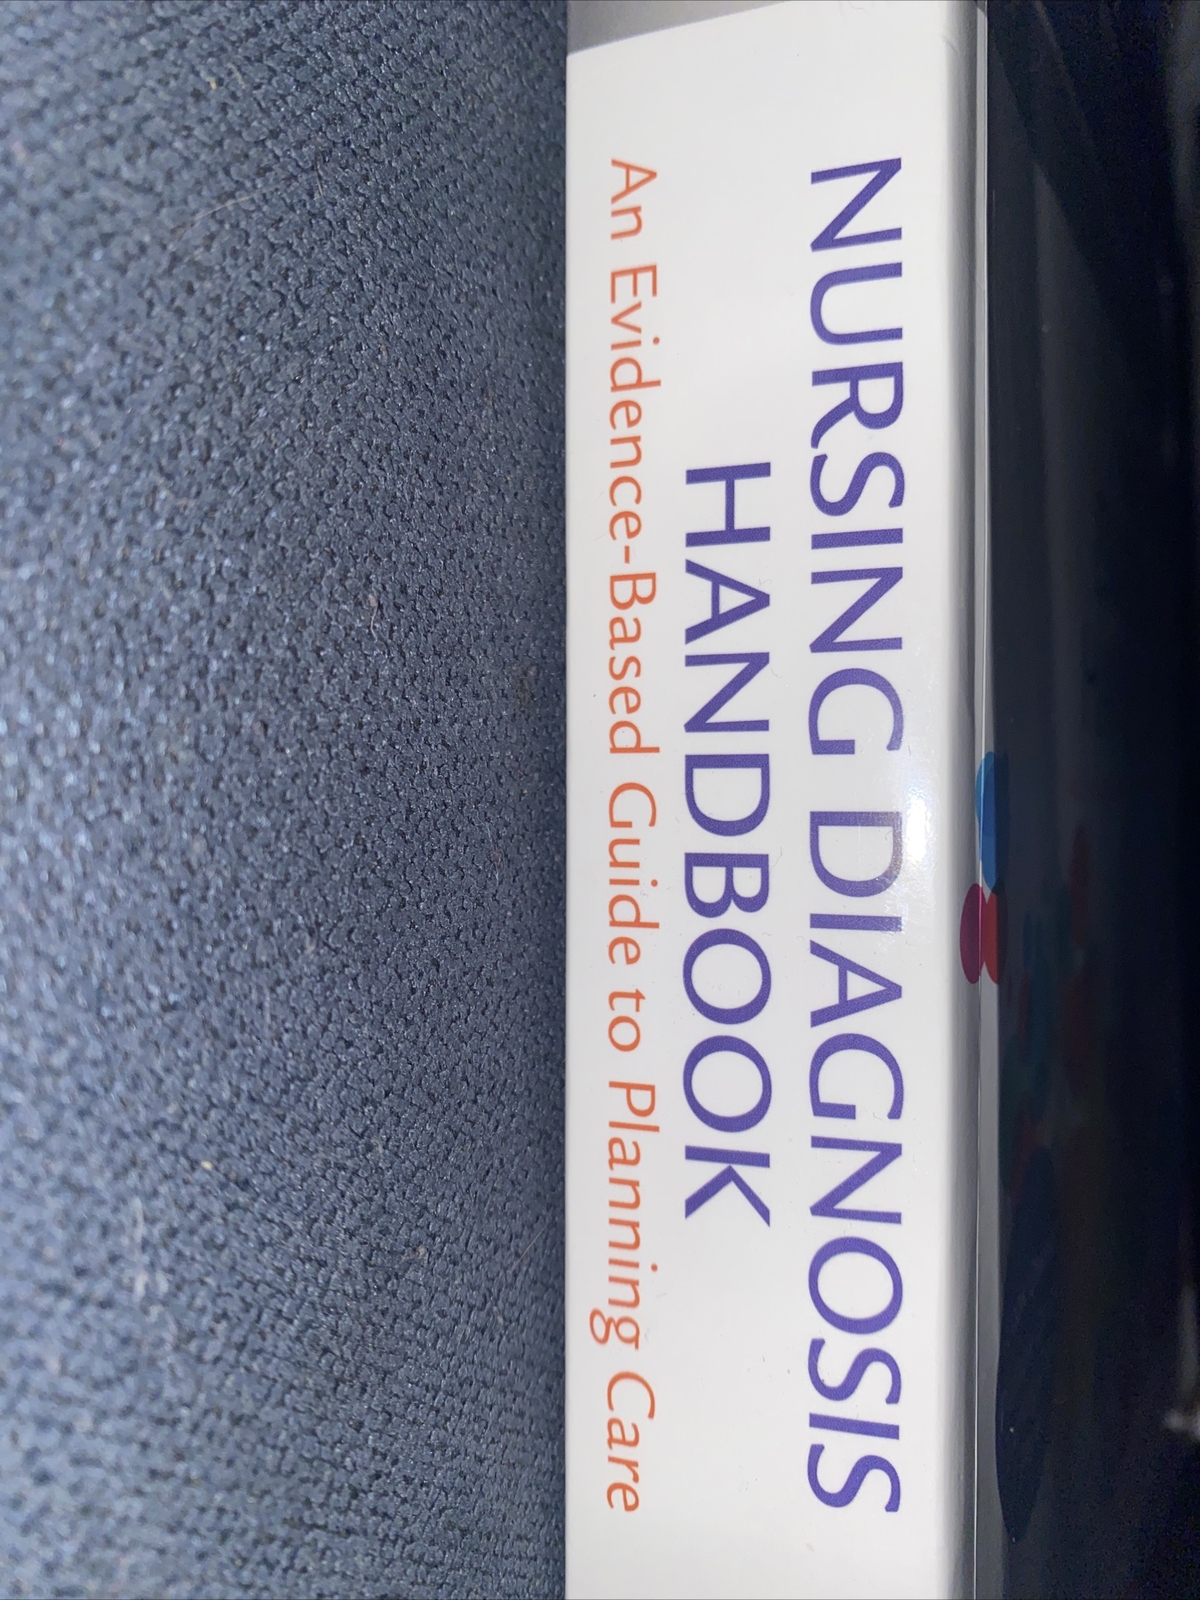 NURSING DIAGNOSIS
HANDBOOK
An Evidence-Based Guide to Planning Care